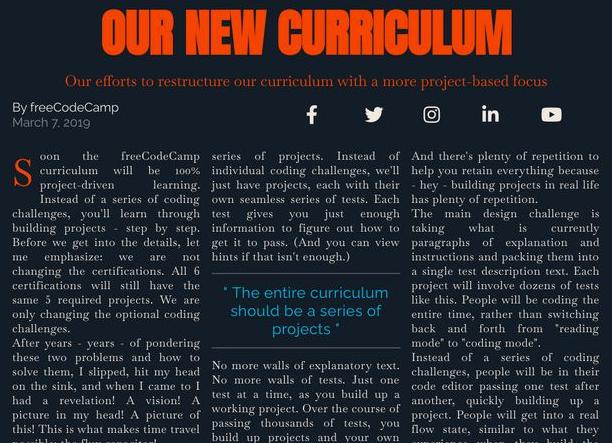 OUR NEW CURRICULUM
Our efforts to restructure our curriculum with a more project-based focus
By freeCodeCamp
March 7, 2019
Soon the freeCodeCamp
curriculum will be 100%
project-driven learning.
Instead of a series of coding
challenges, you'll learn through
building projects - step by step.
Before we get into the details, let
me emphasize: we are not
changing the certifications. All 6
certifications will still have the
same 5 required projects. We are
only changing the optional coding
challenges.
After years - years - of pondering
these two problems and how to
solve them, I slipped, hit my head
on the sink, and when I came to I
had a revelation! A vision! A
picture in my head! A picture of
this! This is what makes time travel
possible: the flux capacitor!
series of projects. Instead of
individual coding challenges, we'll
just have projects, each with their
own seamless series of tests. Each
test gives you just enough
information to figure out how to
get it to pass. (And you can view
hints if that isn't enough.)
" The entire curriculum
should be a series of
projects "
No more walls of explanatory text.
No more walls of tests. Just one
test at a time, as you build up a
working project. Over the course of
passing thousands of tests, you
build up projects and your own
And there's plenty of repetition to
help you retain everything because
- hey - building projects in real life
has plenty of repetition.
The main design challenge is
taking what is currently
paragraphs of explanation and
instructions and packing them into
a single test description text. Each
project will involve dozens of tests
like this. People will be coding the
entire time, rather than switching
back and forth from "reading
mode" to "coding mode".
Instead of a series of coding
challenges, people will be in their
code editor passing one test after
another, quickly building up a
project. People will get into a real
flow state, similar to what they
experience when they build the